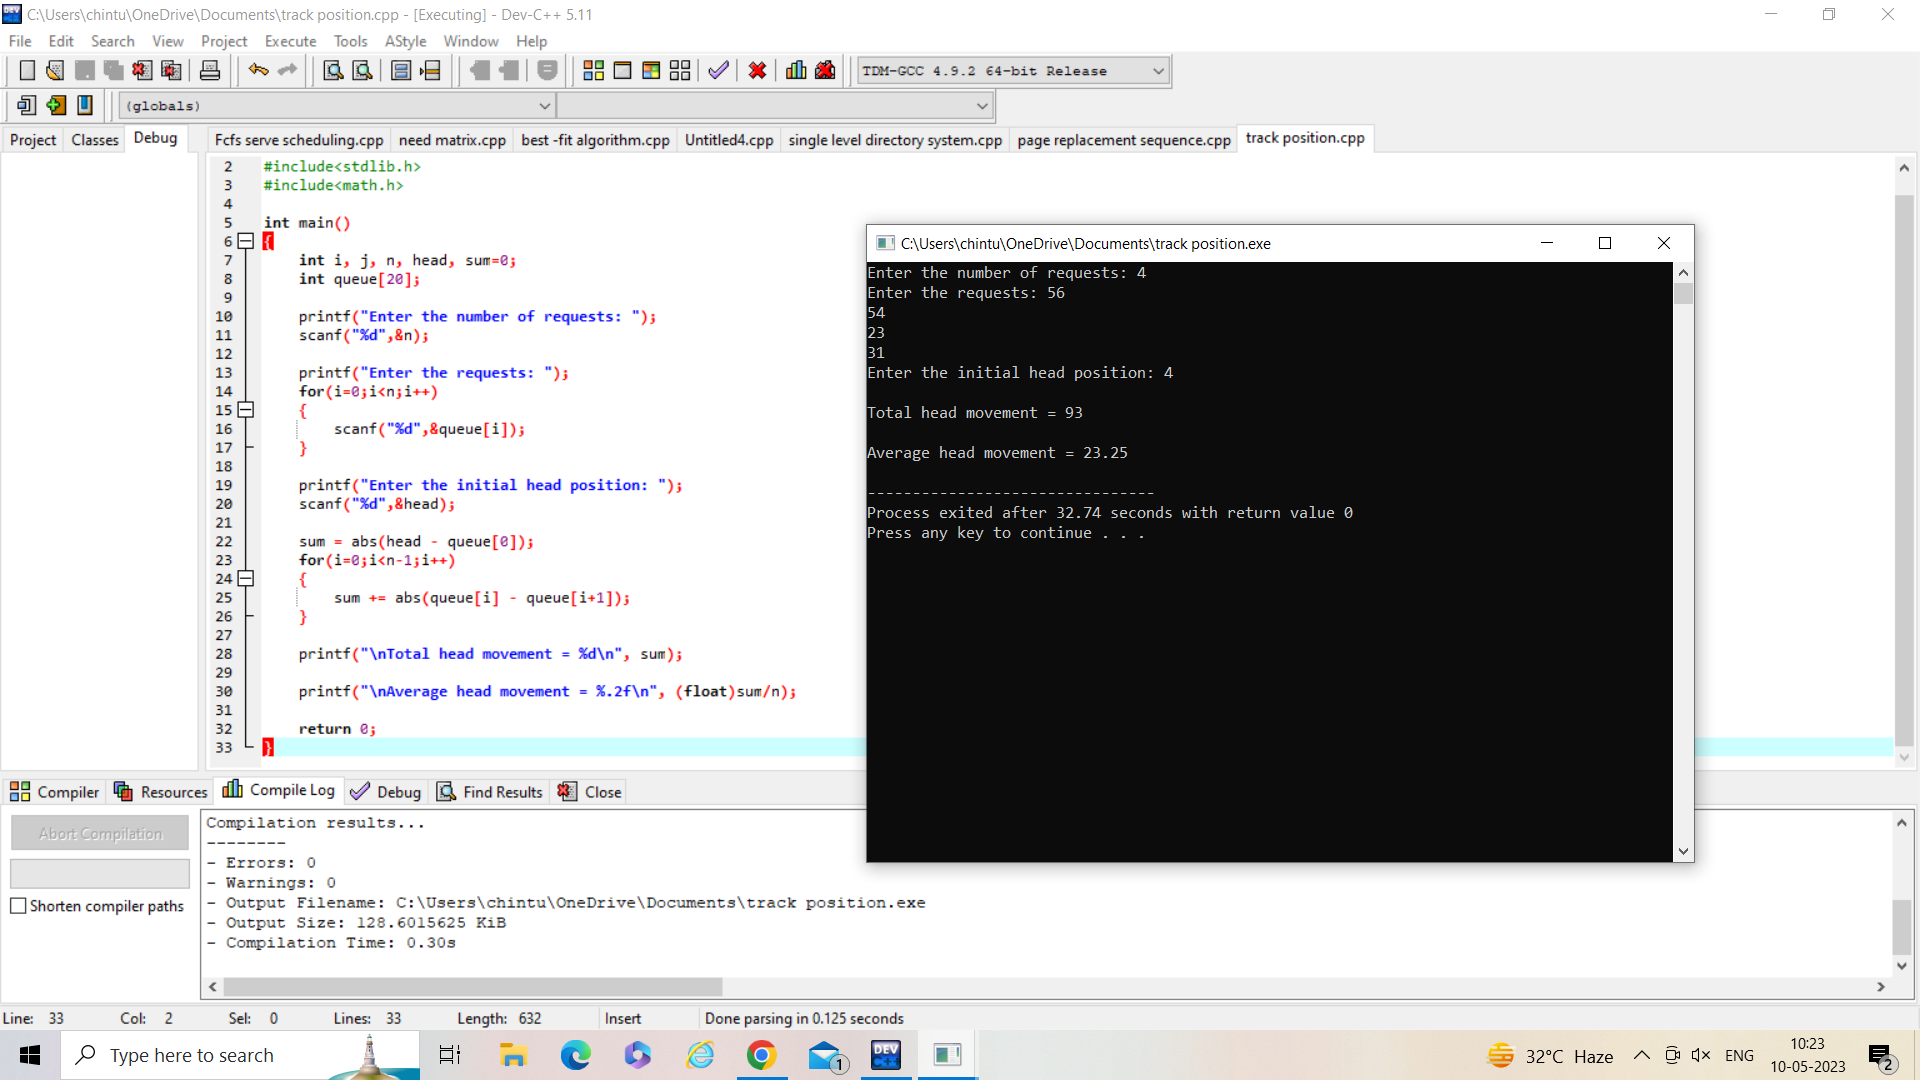 C:\Users\chintu\OneDrive\Documents\track position.cpp - [Executing] - Dev-C++ 5.11
File Edit Search View Project Execute Tools AStyle Window Help
TDM-GCC 4.9.2 64-bit Release
(globals)
Project Classes Debug
Fcfs serve scheduling.cpp need matrix.cpp best -fit algorithm.cpp Untitled4.cpp single level directory system.cpp page replacement sequence.cpp track position.cpp
2 #include<stdlib.h>
3 #include<math.h>
4
5 int main()
6 {
7 int i, j, n, head, sum=0;
8 int queue[20];
9
10 printf("Enter the number of requests: ");
11 scanf("%d",&n);
12
13 printf("Enter the requests: ");
14 for(i=0;i<n;i++)
15 {
16 scanf("%d",&queue[i]);
17 }
18
19 printf("Enter the initial head position: ");
20 scanf("%d",&head);
21
22 sum = abs(head - queue[0]);
23 for(i=0;i<n-1;i++)
24 {
25 sum += abs(queue[i] - queue[i+1]);
26 }
27
28 printf("\nTotal head movement = %d\n", sum);
29
30 printf("\nAverage head movement = %.2f\n", (float)sum/n);
31
32 return 0;
33 }
C:\Users\chintu\OneDrive\Documents\track position.exe
Enter the number of requests: 4
Enter the requests: 56
54
23
31
Enter the initial head position: 4
Total head movement = 93
Average head movement = 23.25
--------------------------------
Process exited after 32.74 seconds with return value 0
Press any key to continue . . .
Compiler Resources Compile Log Debug Find Results Close
Abort Compilation
Shorten compiler paths
Compilation results...
--------
- Errors: 0
- Warnings: 0
- Output Filename: C:\Users\chintu\OneDrive\Documents\track position.exe
- Output Size: 128.6015625 KiB
- Compilation Time: 0.30s
Line: 33 Col: 2 Sel: 0 Lines: 33 Length: 632 Insert Done parsing in 0.125 seconds
Type here to search
DEV
1
32°C Haze
ENG
10:23
10-05-2023
2